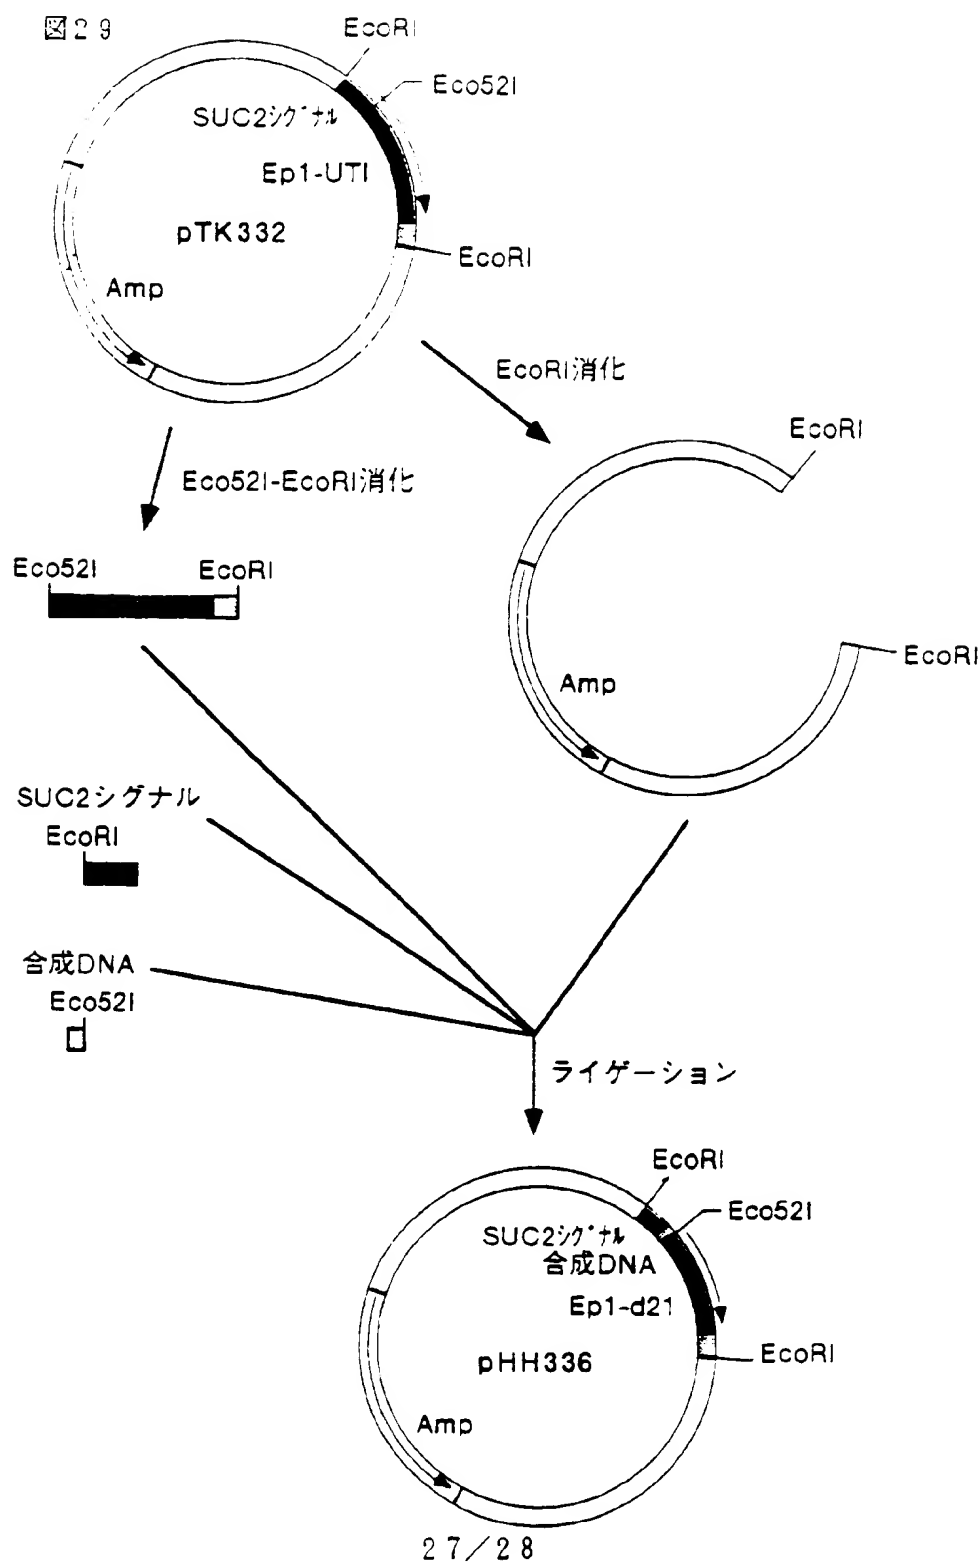 図29
EcoRI
Eco52I
SUC2シグナル
Ep1-UTI
pTK332
EcoRI
Amp
EcoRI消化
Eco52I-EcoRI消化
EcoRI
Eco52I
EcoRI
EcoRI
Amp
SUC2シグナル
EcoRI
合成DNA
Eco52I
ライゲーション
EcoRI
Eco52I
SUC2シグナル
合成DNA
Ep1-d21
EcoRI
pHH336
Amp
27/28